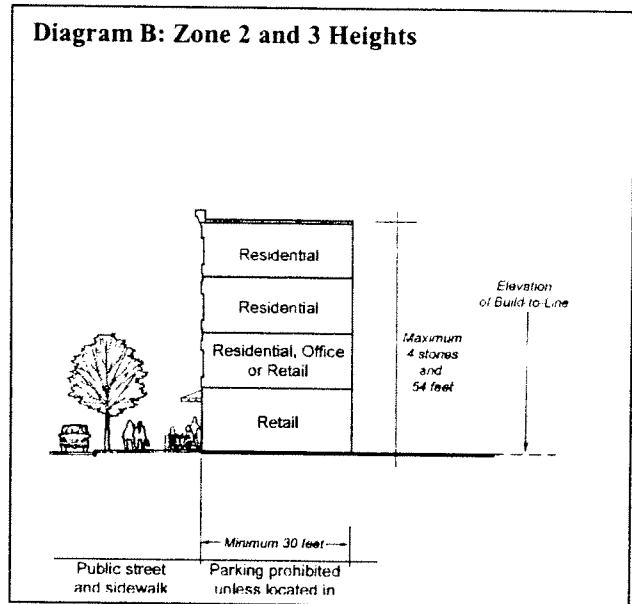 Diagram B: Zone 2 and 3 Heights
Residential
Residential
Residential, Office
or Retail
Retail
Elevation
of Build-to-Line
Maximum
4 stories
and
54 feet
Minimum 30 feet
Public street
and sidewalk
Parking prohibited
unless located in